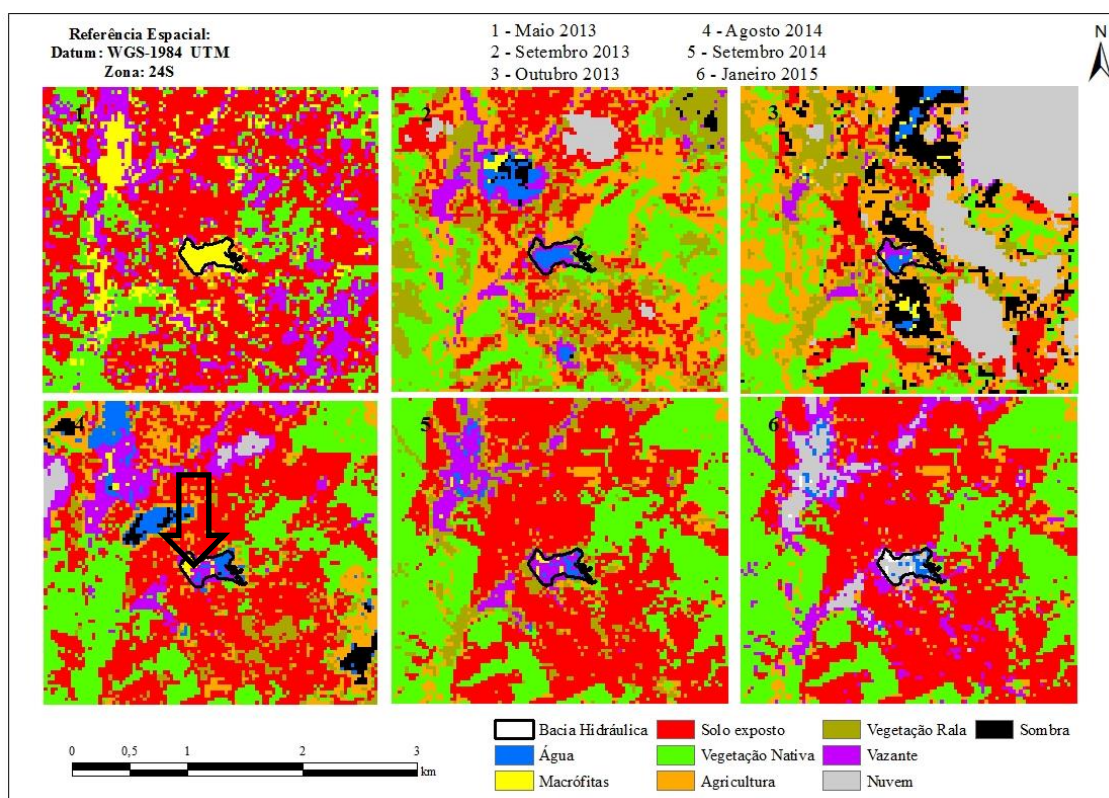 Referência Espacial:
Datum: WGS-1984 UTM
Zona: 24S
1 - Maio 2013
2 - Setembro 2013
3 - Outubro 2013
4 - Agosto 2014
5 - Setembro 2014
6 - Janeiro 2015
N
1
2
3
4
5
6
0 0,5 1 2 3
km
Bacia Hidráulica
Água
Macrófitas
Solo exposto
Vegetação Nativa
Agricultura
Vegetação Rala
Vazante
Nuvem
Sombra